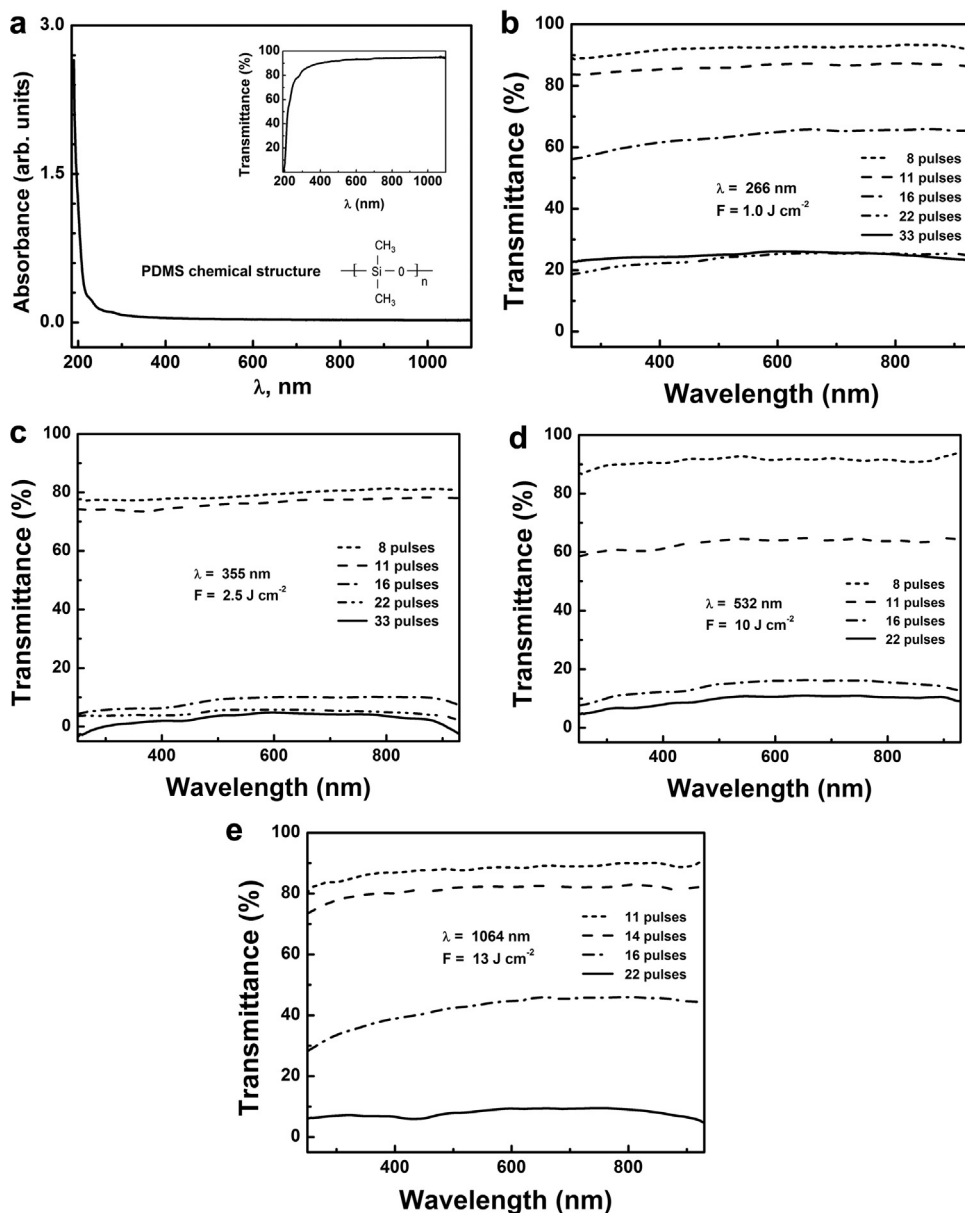 a
3.0
1.5
0.0
Absorbance (arb. units)
200 400 600 800 1000
λ, nm
100
80
60
40
20
Transmittance (%)
200 400 600 800 1000
λ (nm)
PDMS chemical structure
CH3
Si
O
n
CH3
b
100
80
60
40
20
0
Transmittance (%)
400 600 800
Wavelength (nm)
λ = 266 nm
F = 1.0 J cm-2
8 pulses
11 pulses
16 pulses
22 pulses
33 pulses
c
100
80
60
40
20
0
Transmittance (%)
400 600 800
Wavelength (nm)
λ = 355 nm
F = 2.5 J cm-2
8 pulses
11 pulses
16 pulses
22 pulses
33 pulses
d
100
80
60
40
20
0
Transmittance (%)
400 600 800
Wavelength (nm)
λ = 532 nm
F = 10 J cm-2
8 pulses
11 pulses
16 pulses
22 pulses
e
100
80
60
40
20
0
Transmittance (%)
400 600 800
Wavelength (nm)
λ = 1064 nm
F = 13 J cm-2
11 pulses
14 pulses
16 pulses
22 pulses